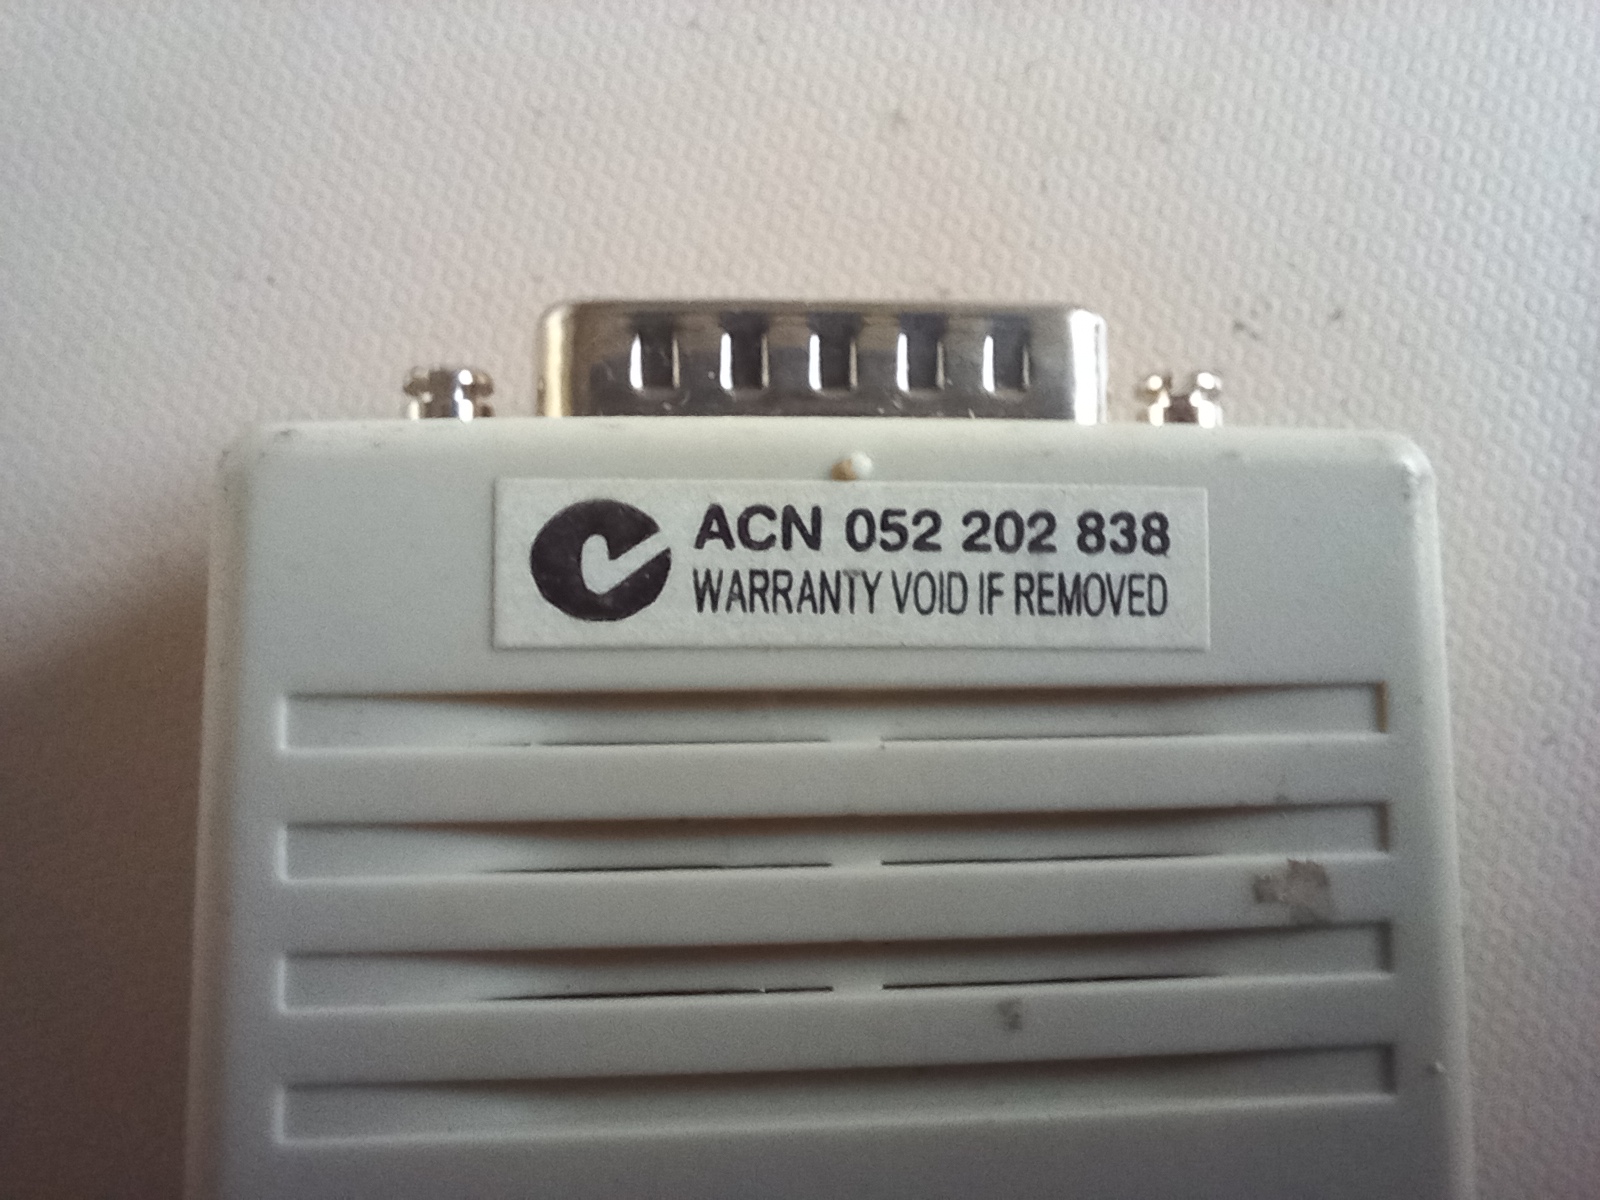 ACN 052 202 838
WARRANTY VOID IF REMOVED